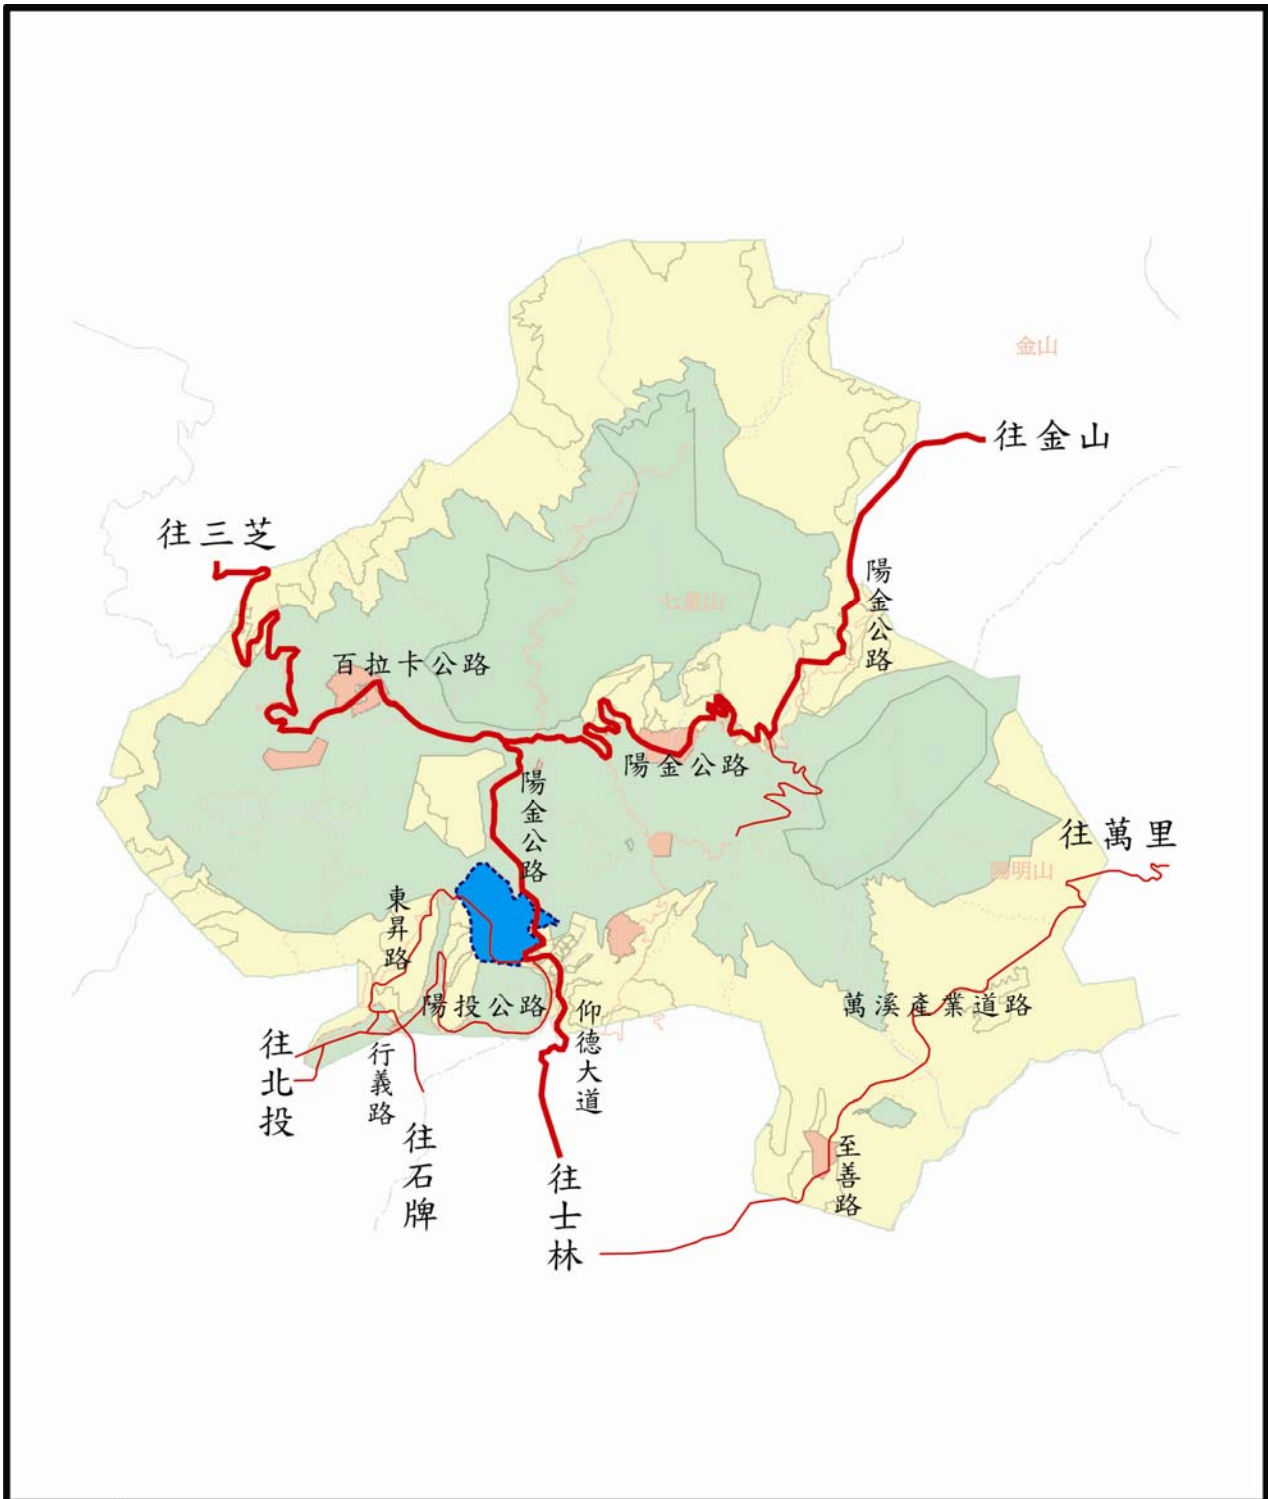 金山
往金山
往三芝
陽金公路
七星山
百拉卡公路
陽金公路
陽金公路
往萬里
陽明山
東昇路
陽投公路
萬溪產業道路
仰德大道
往北投
行義路
往石牌
至善路
往士林